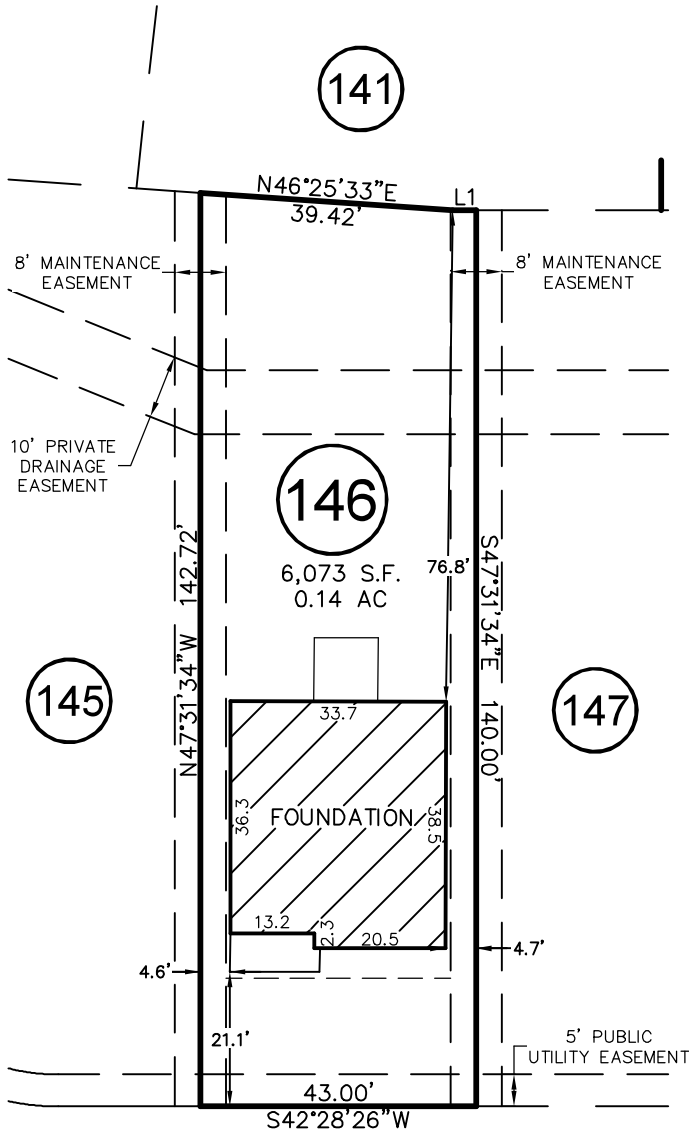 141
N46°25'33"E
L1
39.42'
8' MAINTENANCE
EASEMENT
8' MAINTENANCE
EASEMENT
10' PRIVATE
DRAINAGE
EASEMENT
146
6,073 S.F.
0.14 AC
76.8'
N47°31'34"W 142.72'
S47°31'34"E 140.00'
145
147
33.7
36.3
FOUNDATION
38.5
13.2
2.3
20.5
4.6'
4.7'
21.1'
5' PUBLIC
UTILITY EASEMENT
43.00'
S42°28'26"W